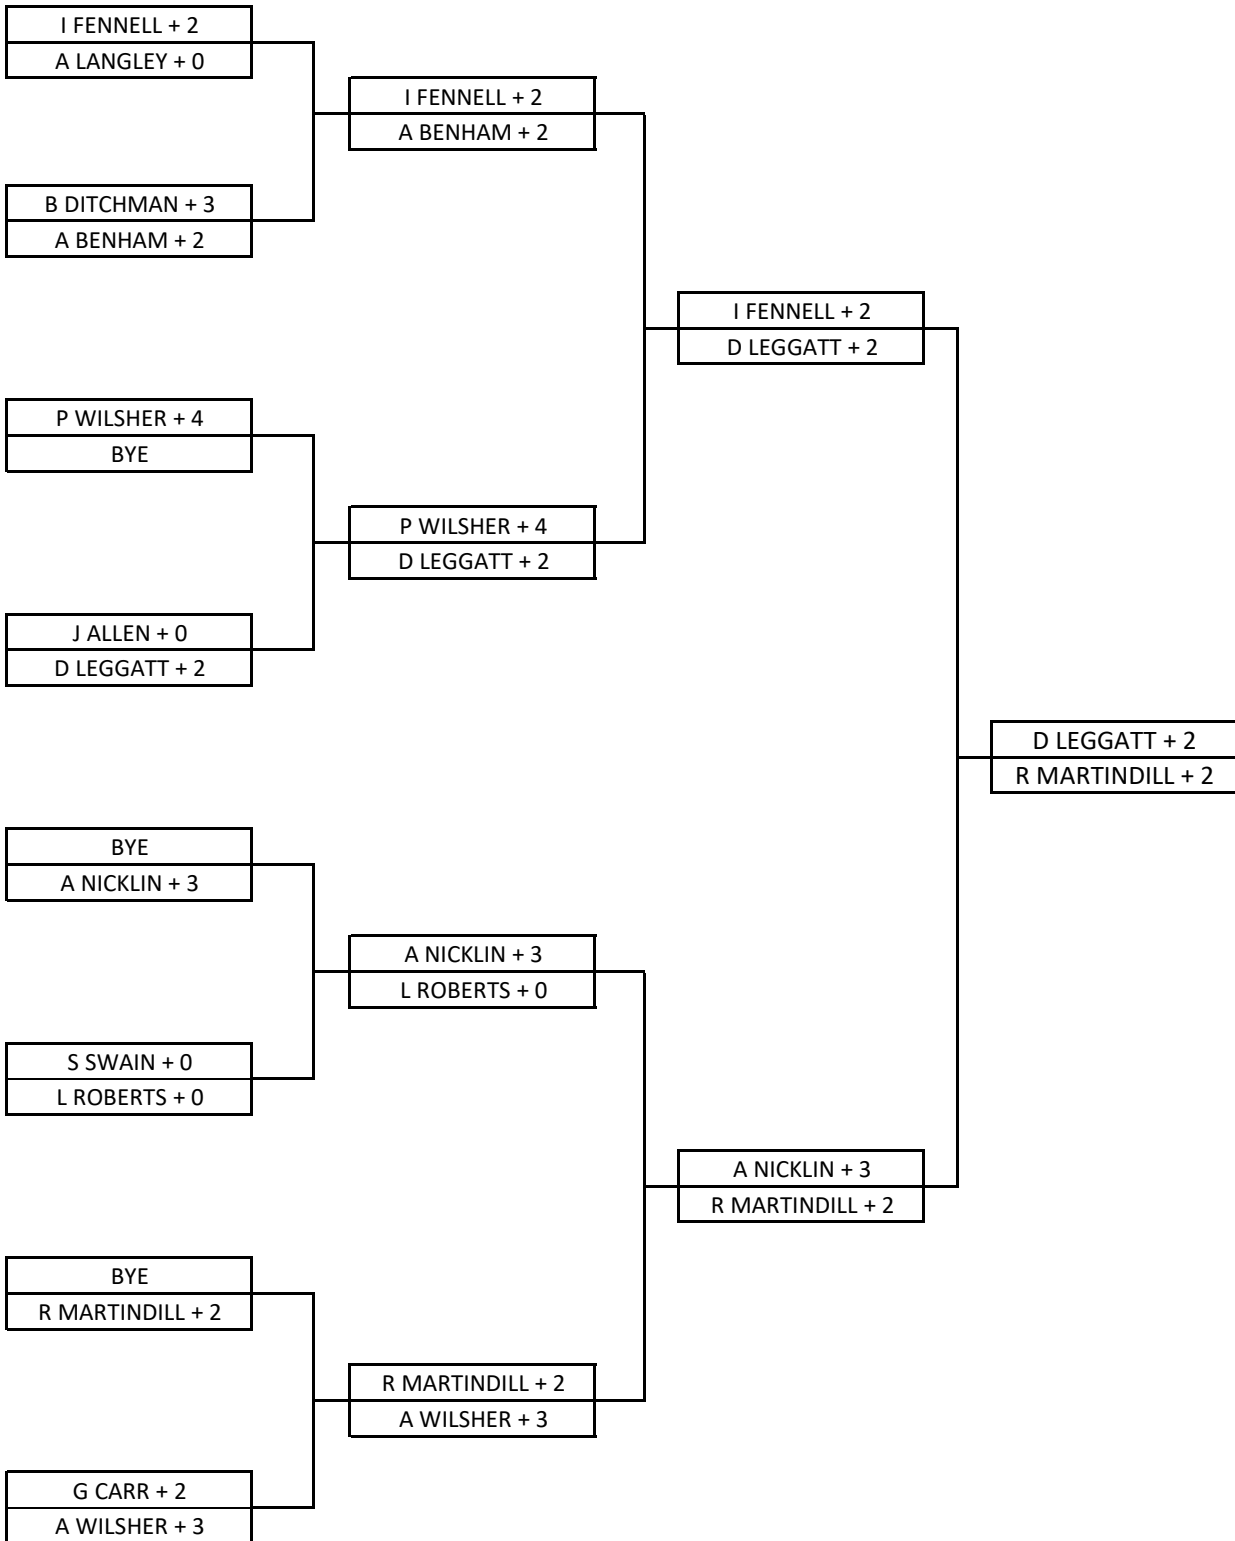 I FENNELL + 2
A LANGLEY + 0
B DITCHMAN + 3
A BENHAM + 2
P WILSHER + 4
BYE
J ALLEN + 0
D LEGGATT + 2
BYE
A NICKLIN + 3
S SWAIN + 0
L ROBERTS + 0
BYE
R MARTINDILL + 2
G CARR + 2
A WILSHER + 3
I FENNELL + 2
A BENHAM + 2
P WILSHER + 4
D LEGGATT + 2
A NICKLIN + 3
L ROBERTS + 0
R MARTINDILL + 2
A WILSHER + 3
I FENNELL + 2
D LEGGATT + 2
A NICKLIN + 3
R MARTINDILL + 2
D LEGGATT + 2
R MARTINDILL + 2